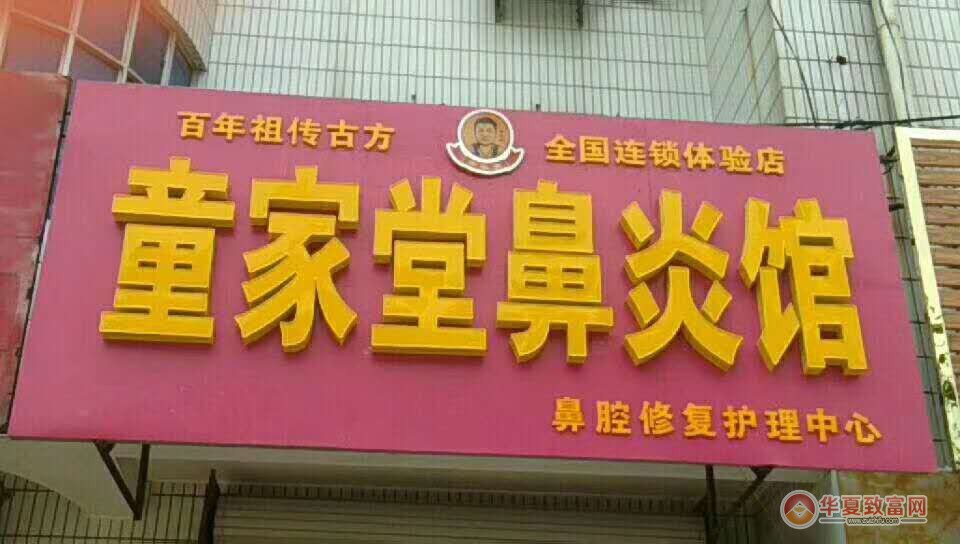 百年祖传古方
全国连锁体验店
童家堂鼻炎馆
鼻腔修复护理中心
华夏致富网